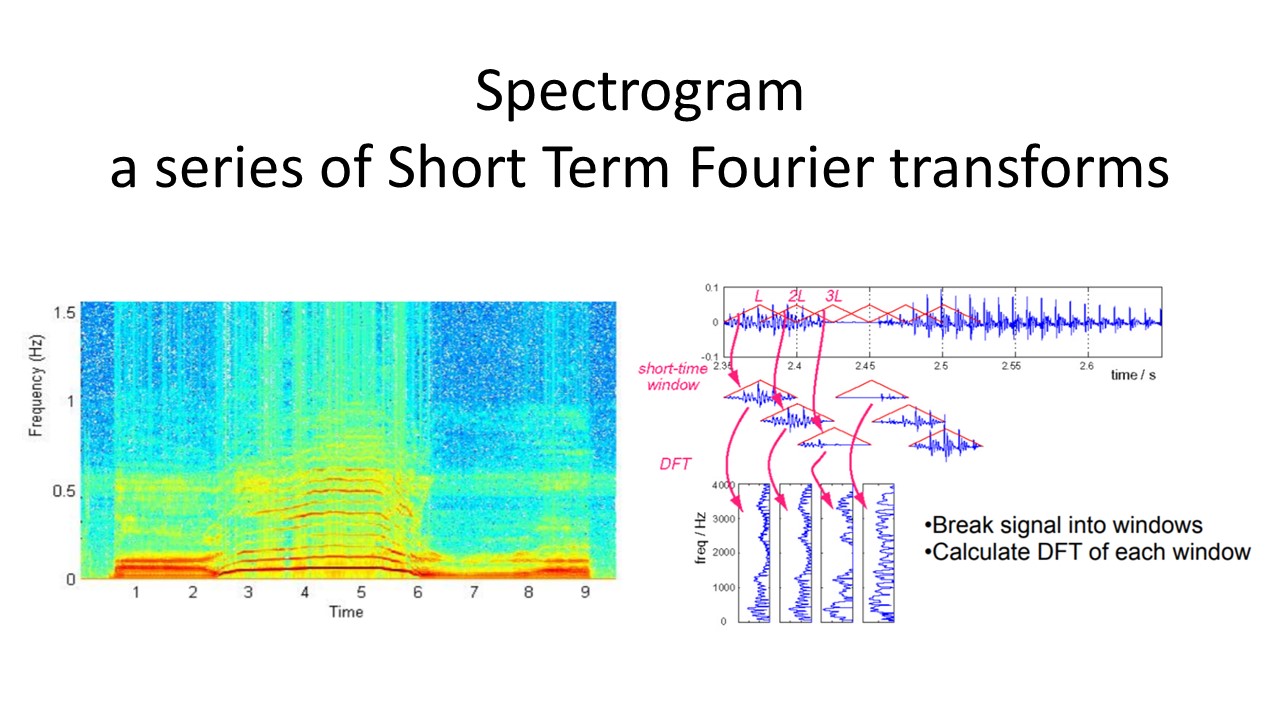 Spectrogram
a series of Short Term Fourier transforms
1.5
1
0.5
0
Frequency (Hz)
1 2 3 4 5 6 7 8 9
Time
0.1
0
-0.1
L 2L 3L
2.35 2.4 2.45 2.5 2.55 2.6
time / s
short-time
window
DFT
4000
3000
2000
1000
0
freq / Hz
•Break signal into windows
•Calculate DFT of each window